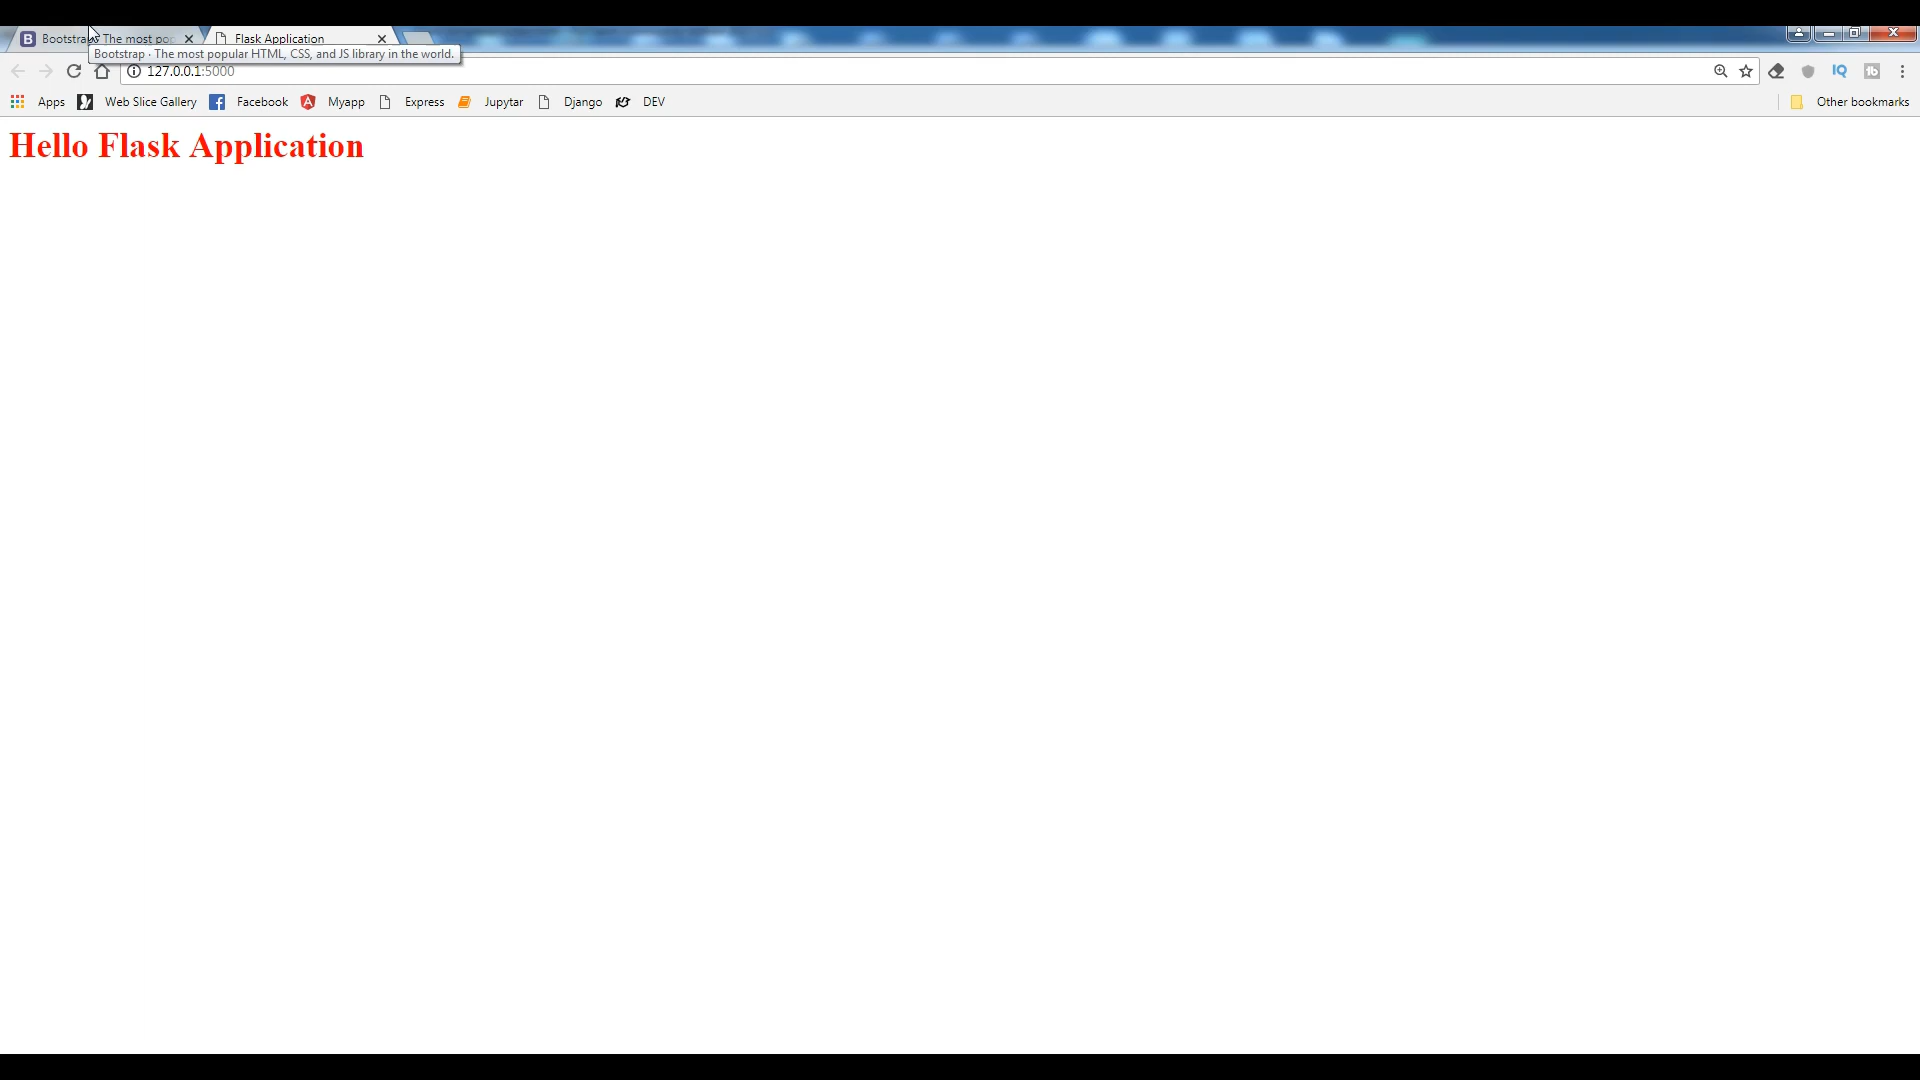 Bootstrap · The most pop
Flask Application
Bootstrap · The most popular HTML, CSS, and JS library in the world.
127.0.0.1:5000
IQ
tb
Apps
Web Slice Gallery
Facebook
Myapp
Express
Jupytar
Django
DEV
Other bookmarks
Hello Flask Application